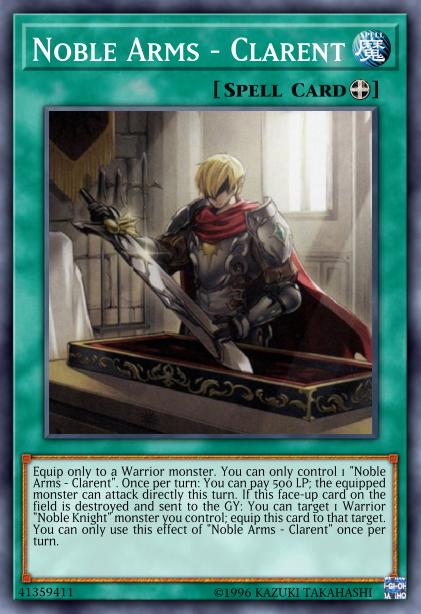 NOBLE ARMS - CLARENT
SPELL
魔
[SPELL CARD]
Equip only to a Warrior monster. You can only control 1 "Noble
Arms - Clarent". Once per turn: You can pay 500 LP; the equipped
monster can attack directly this turn. If this face-up card on the
field is destroyed and sent to the GY: You can target 1 Warrior
"Noble Knight" monster you control; equip this card to that target.
You can only use this effect of "Noble Arms - Clarent" once per
turn.
41359411
©1996 KAZUKI TAKAHASHI